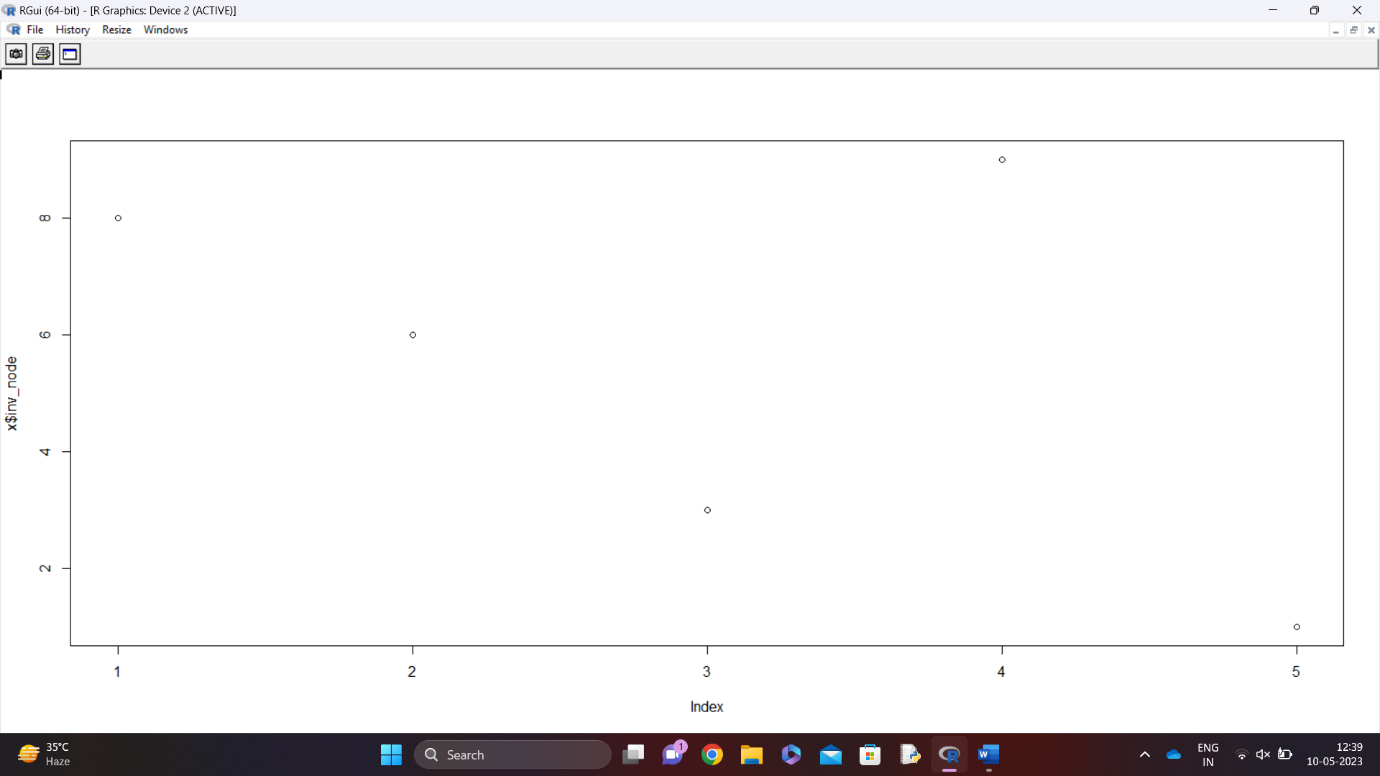 RGui (64-bit) - [R Graphics: Device 2 (ACTIVE)]
File History Resize Windows
8
6
4
2
x$inv_node
1 2 3 4 5
Index
35°C
Haze
Search
1
ENG
IN
12:39
10-05-2023